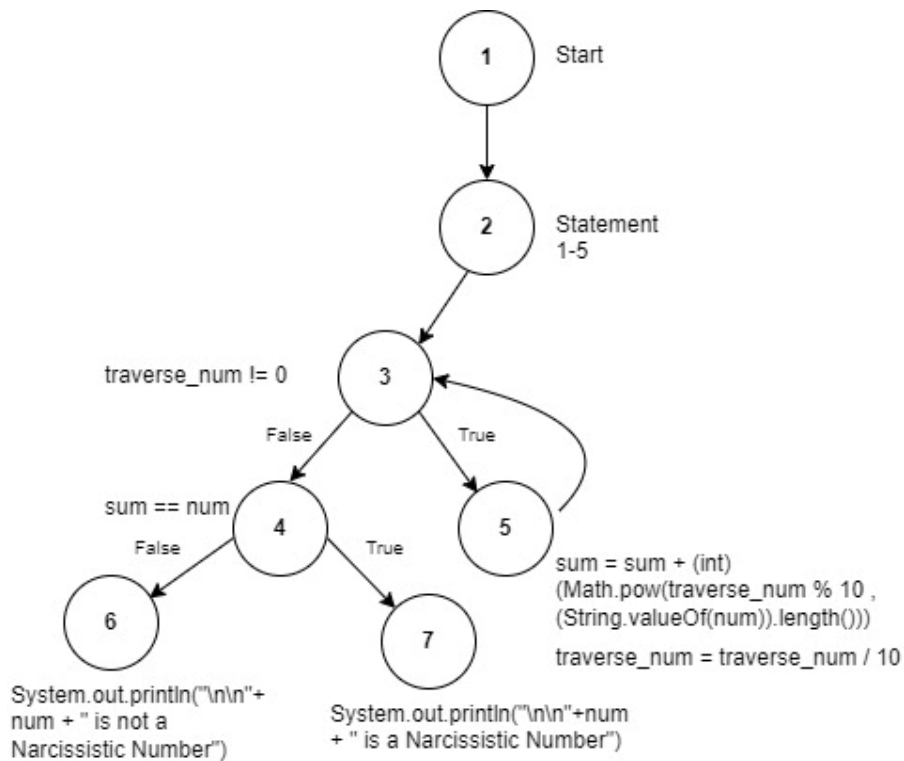 1
Start
2
Statement
1-5
traverse_num != 0
3
False
True
sum == num
4
5
False
True
sum = sum + (int)
(Math.pow(traverse_num % 10 ,
(String.valueOf(num)).length()))
traverse_num = traverse_num / 10
6
7
System.out.println("\n\n"+
num + " is not a
Narcissistic Number")
System.out.println("\n\n"+num
+ " is a Narcissistic Number")